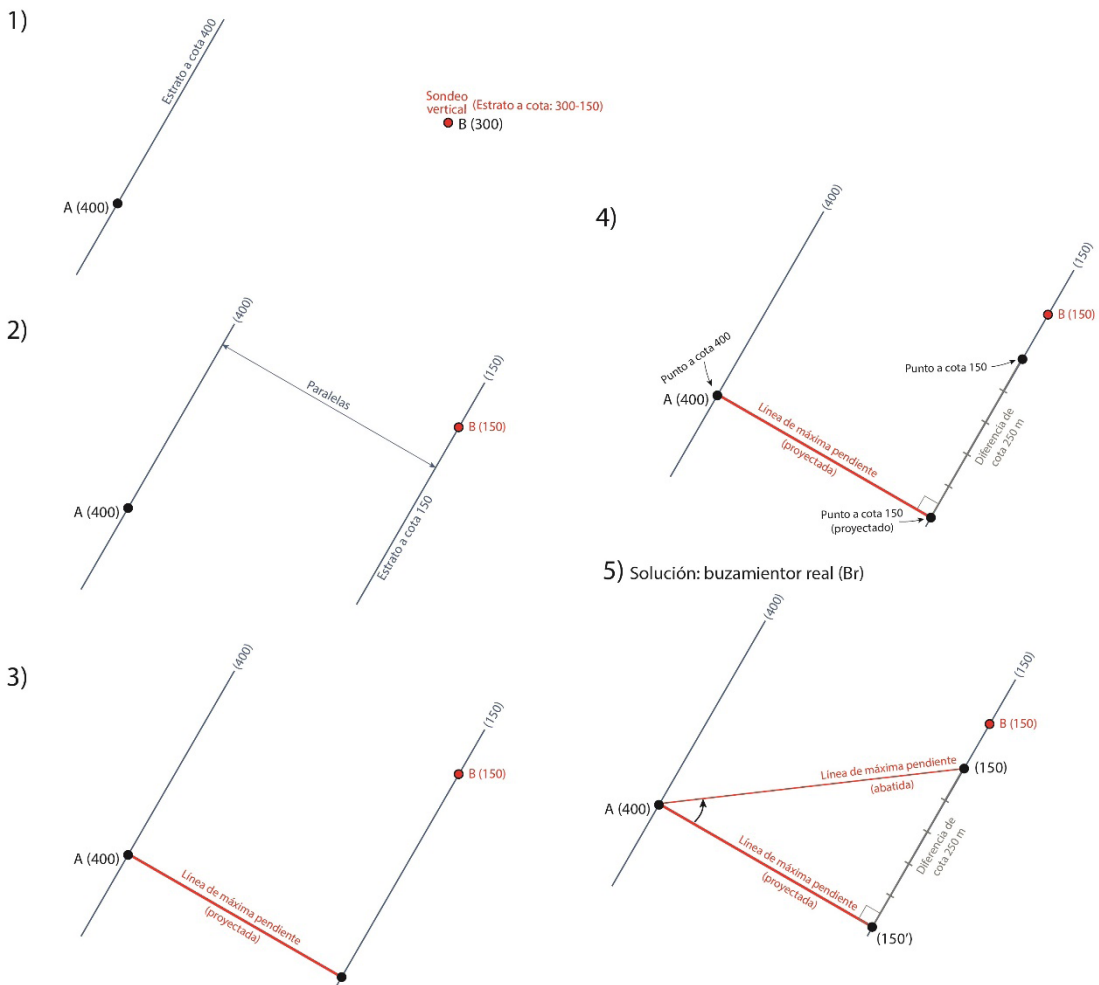 1)
Estrato a cota 400
A (400)
Sondeo
vertical
(Estrato a cota: 300-150)
B (300)
2)
(400)
Paralelas
(150)
B (150)
A (400)
Estrato a cota 150
3)
(400)
(150)
B (150)
A (400)
Línea de máxima pendiente
(proyectada)
4)
(400)
(150)
B (150)
Punto a cota 400
Punto a cota 150
A (400)
Línea de máxima pendiente
(proyectada)
Diferencia de
cota 250 m
Punto a cota 150
(proyectado)
5) Solución: buzamientor real (Br)
(400)
(150)
B (150)
Línea de máxima pendiente
(abatida)
(150)
A (400)
Línea de máxima pendiente
(proyectada)
Diferencia de
cota 250 m
(150')